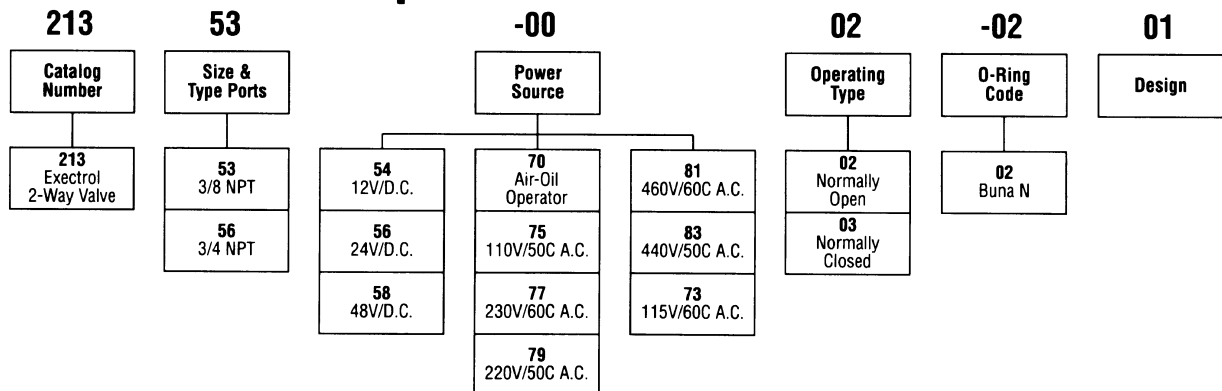 213 53 -00 02 -02 01
Catalog
Number
Size &
Type Ports
Power
Source
Operating
Type
O-Ring
Code
Design
213
Exectrol
2-Way Valve
53
3/8 NPT
56
3/4 NPT
54
12V/D.C.
56
24V/D.C.
58
48V/D.C.
70
Air-Oil
Operator
75
110V/50C A.C.
77
230V/60C A.C.
79
220V/50C A.C.
81
460V/60C A.C.
83
440V/50C A.C.
73
115V/60C A.C.
02
Normally
Open
03
Normally
Closed
02
Buna N